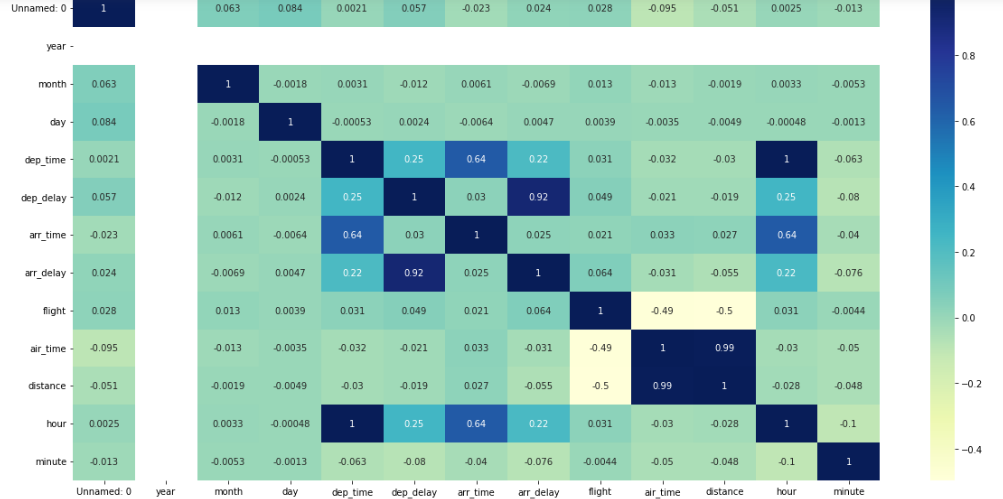 Unnamed: 0 1 0.063 0.084 0.0021 0.057 -0.023 0.024 0.028 -0.095 -0.051 0.0025 -0.013
year
month 0.063 1 -0.0018 0.0031 -0.012 0.0061 -0.0069 0.013 -0.013 -0.0019 0.0033 -0.0053
day 0.084 -0.0018 1 -0.00053 0.0024 -0.0064 0.0047 0.0039 -0.0035 -0.0049 -0.00048 -0.0013
dep_time 0.0021 0.0031 -0.00053 1 0.25 0.64 0.22 0.031 -0.032 -0.03 1 -0.063
dep_delay 0.057 -0.012 0.0024 0.25 1 0.03 0.92 0.049 -0.021 -0.019 0.25 -0.08
arr_time -0.023 0.0061 -0.0064 0.64 0.03 1 0.025 0.021 0.033 0.027 0.64 -0.04
arr_delay 0.024 -0.0069 0.0047 0.22 0.92 0.025 1 0.064 -0.031 -0.055 0.22 -0.076
flight 0.028 0.013 0.0039 0.031 0.049 0.021 0.064 1 -0.49 -0.5 0.031 -0.0044
air_time -0.095 -0.013 -0.0035 -0.032 -0.021 0.033 -0.031 -0.49 1 0.99 -0.03 -0.05
distance -0.051 -0.0019 -0.0049 -0.03 -0.019 0.027 -0.055 -0.5 0.99 1 -0.028 -0.048
hour 0.0025 0.0033 -0.00048 1 0.25 0.64 0.22 0.031 -0.03 -0.028 1 -0.1
minute -0.013 -0.0053 -0.0013 -0.063 -0.08 -0.04 -0.076 -0.0044 -0.05 -0.048 -0.1 1
Unnamed: 0 year month day dep_time dep_delay arr_time arr_delay flight air_time distance hour minute
0.8
0.6
0.4
0.2
0.0
−0.2
−0.4